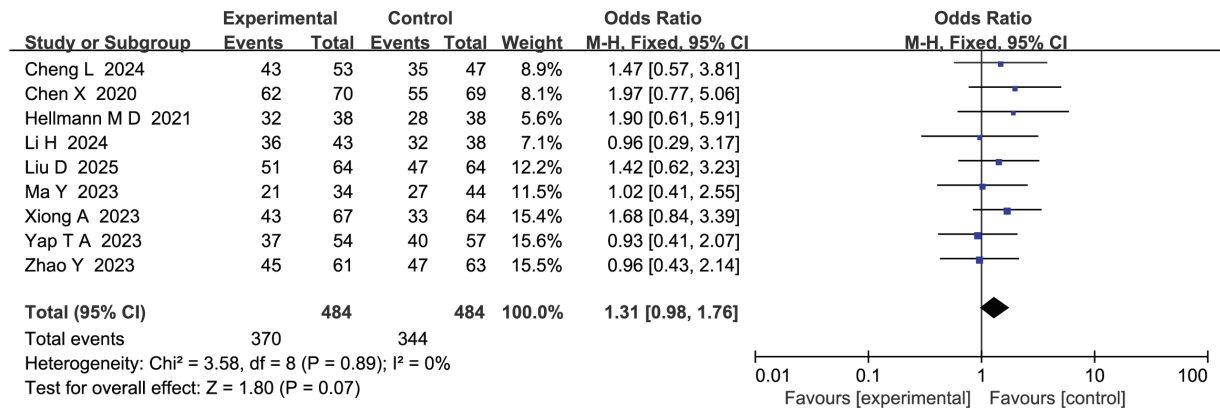 Experimental Control Odds Ratio Odds Ratio
Study or Subgroup Events Total Events Total Weight M-H, Fixed, 95% CI M-H, Fixed, 95% CI
Cheng L 2024 43 53 35 47 8.9% 1.47 [0.57, 3.81]
Chen X 2020 62 70 55 69 8.1% 1.97 [0.77, 5.06]
Hellmann M D 2021 32 38 28 38 5.6% 1.90 [0.61, 5.91]
Li H 2024 36 43 32 38 7.1% 0.96 [0.29, 3.17]
Liu D 2025 51 64 47 64 12.2% 1.42 [0.62, 3.23]
Ma Y 2023 21 34 27 44 11.5% 1.02 [0.41, 2.55]
Xiong A 2023 43 67 33 64 15.4% 1.68 [0.84, 3.39]
Yap T A 2023 37 54 40 57 15.6% 0.93 [0.41, 2.07]
Zhao Y 2023 45 61 47 63 15.5% 0.96 [0.43, 2.14]
Total (95% CI) 484 484 100.0% 1.31 [0.98, 1.76]
Total events 370 344
Heterogeneity: Chi² = 3.58, df = 8 (P = 0.89); I² = 0%
Test for overall effect: Z = 1.80 (P = 0.07)
0.01 0.1 1 10 100
Favours [experimental] Favours [control]